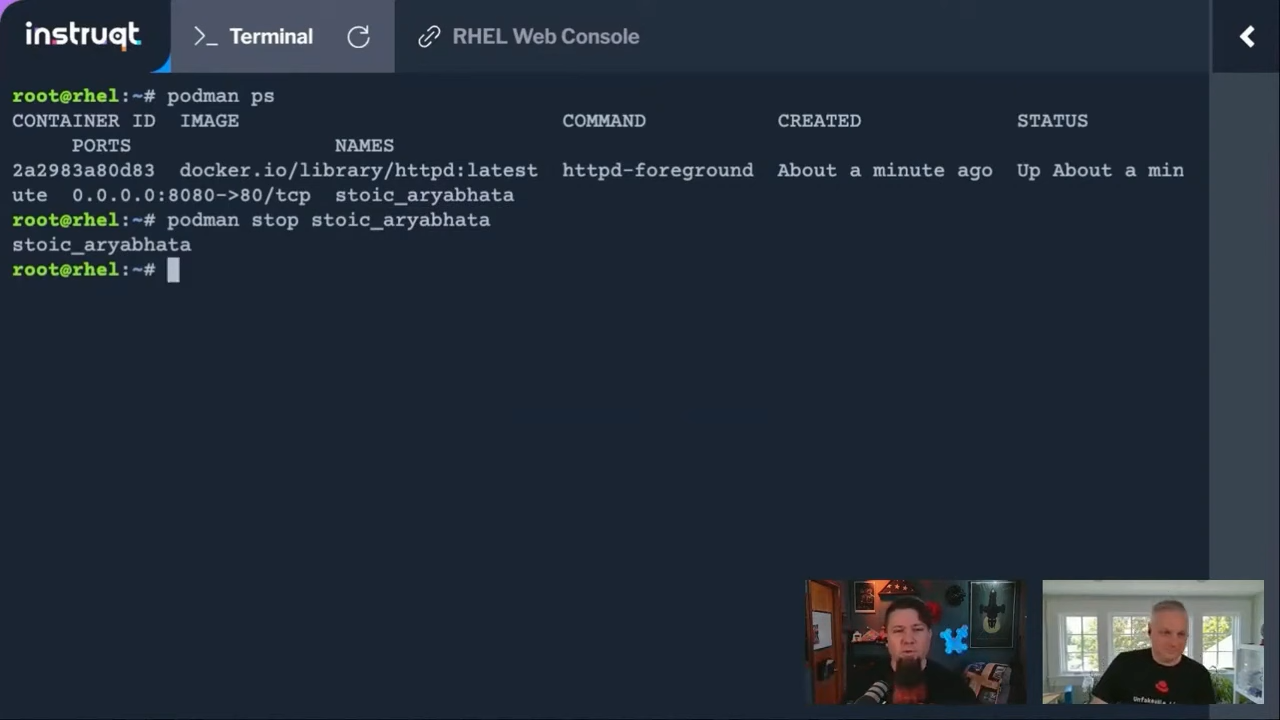 instruqt
>_ Terminal
RHEL Web Console
root@rhel:~# podman ps
CONTAINER ID  IMAGE                           COMMAND           CREATED             STATUS
     PORTS                 NAMES
2a2983a80d83  docker.io/library/httpd:latest  httpd-foreground  About a minute ago  Up About a min
ute  0.0.0.0:8080->80/tcp  stoic_aryabhata
root@rhel:~# podman stop stoic_aryabhata
stoic_aryabhata
root@rhel:~#